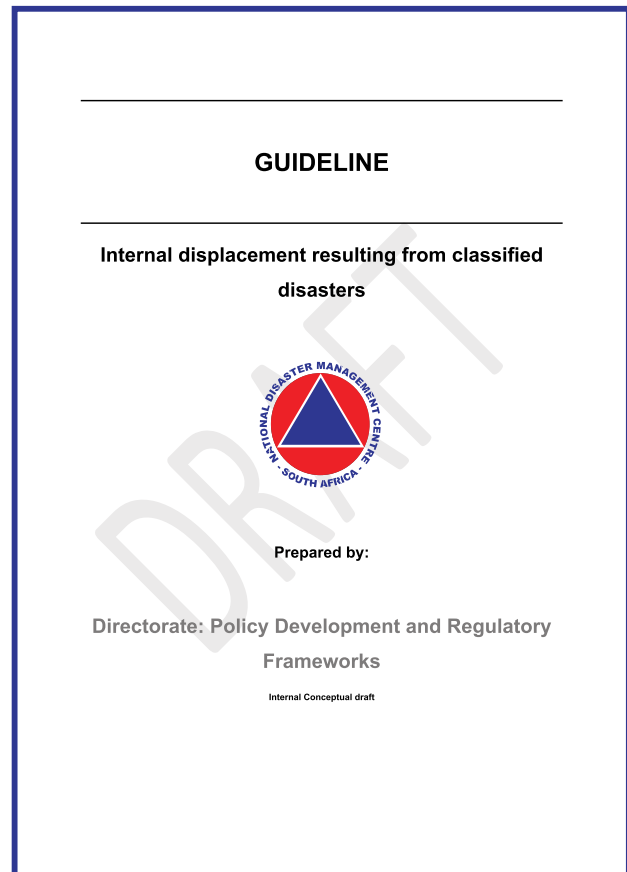 GUIDELINE
Internal displacement resulting from classified
disasters
DRAFT
NATIONAL DISASTER MANAGEMENT CENTRE
- SOUTH AFRICA -
Prepared by:
Directorate: Policy Development and Regulatory
Frameworks
Internal Conceptual draft